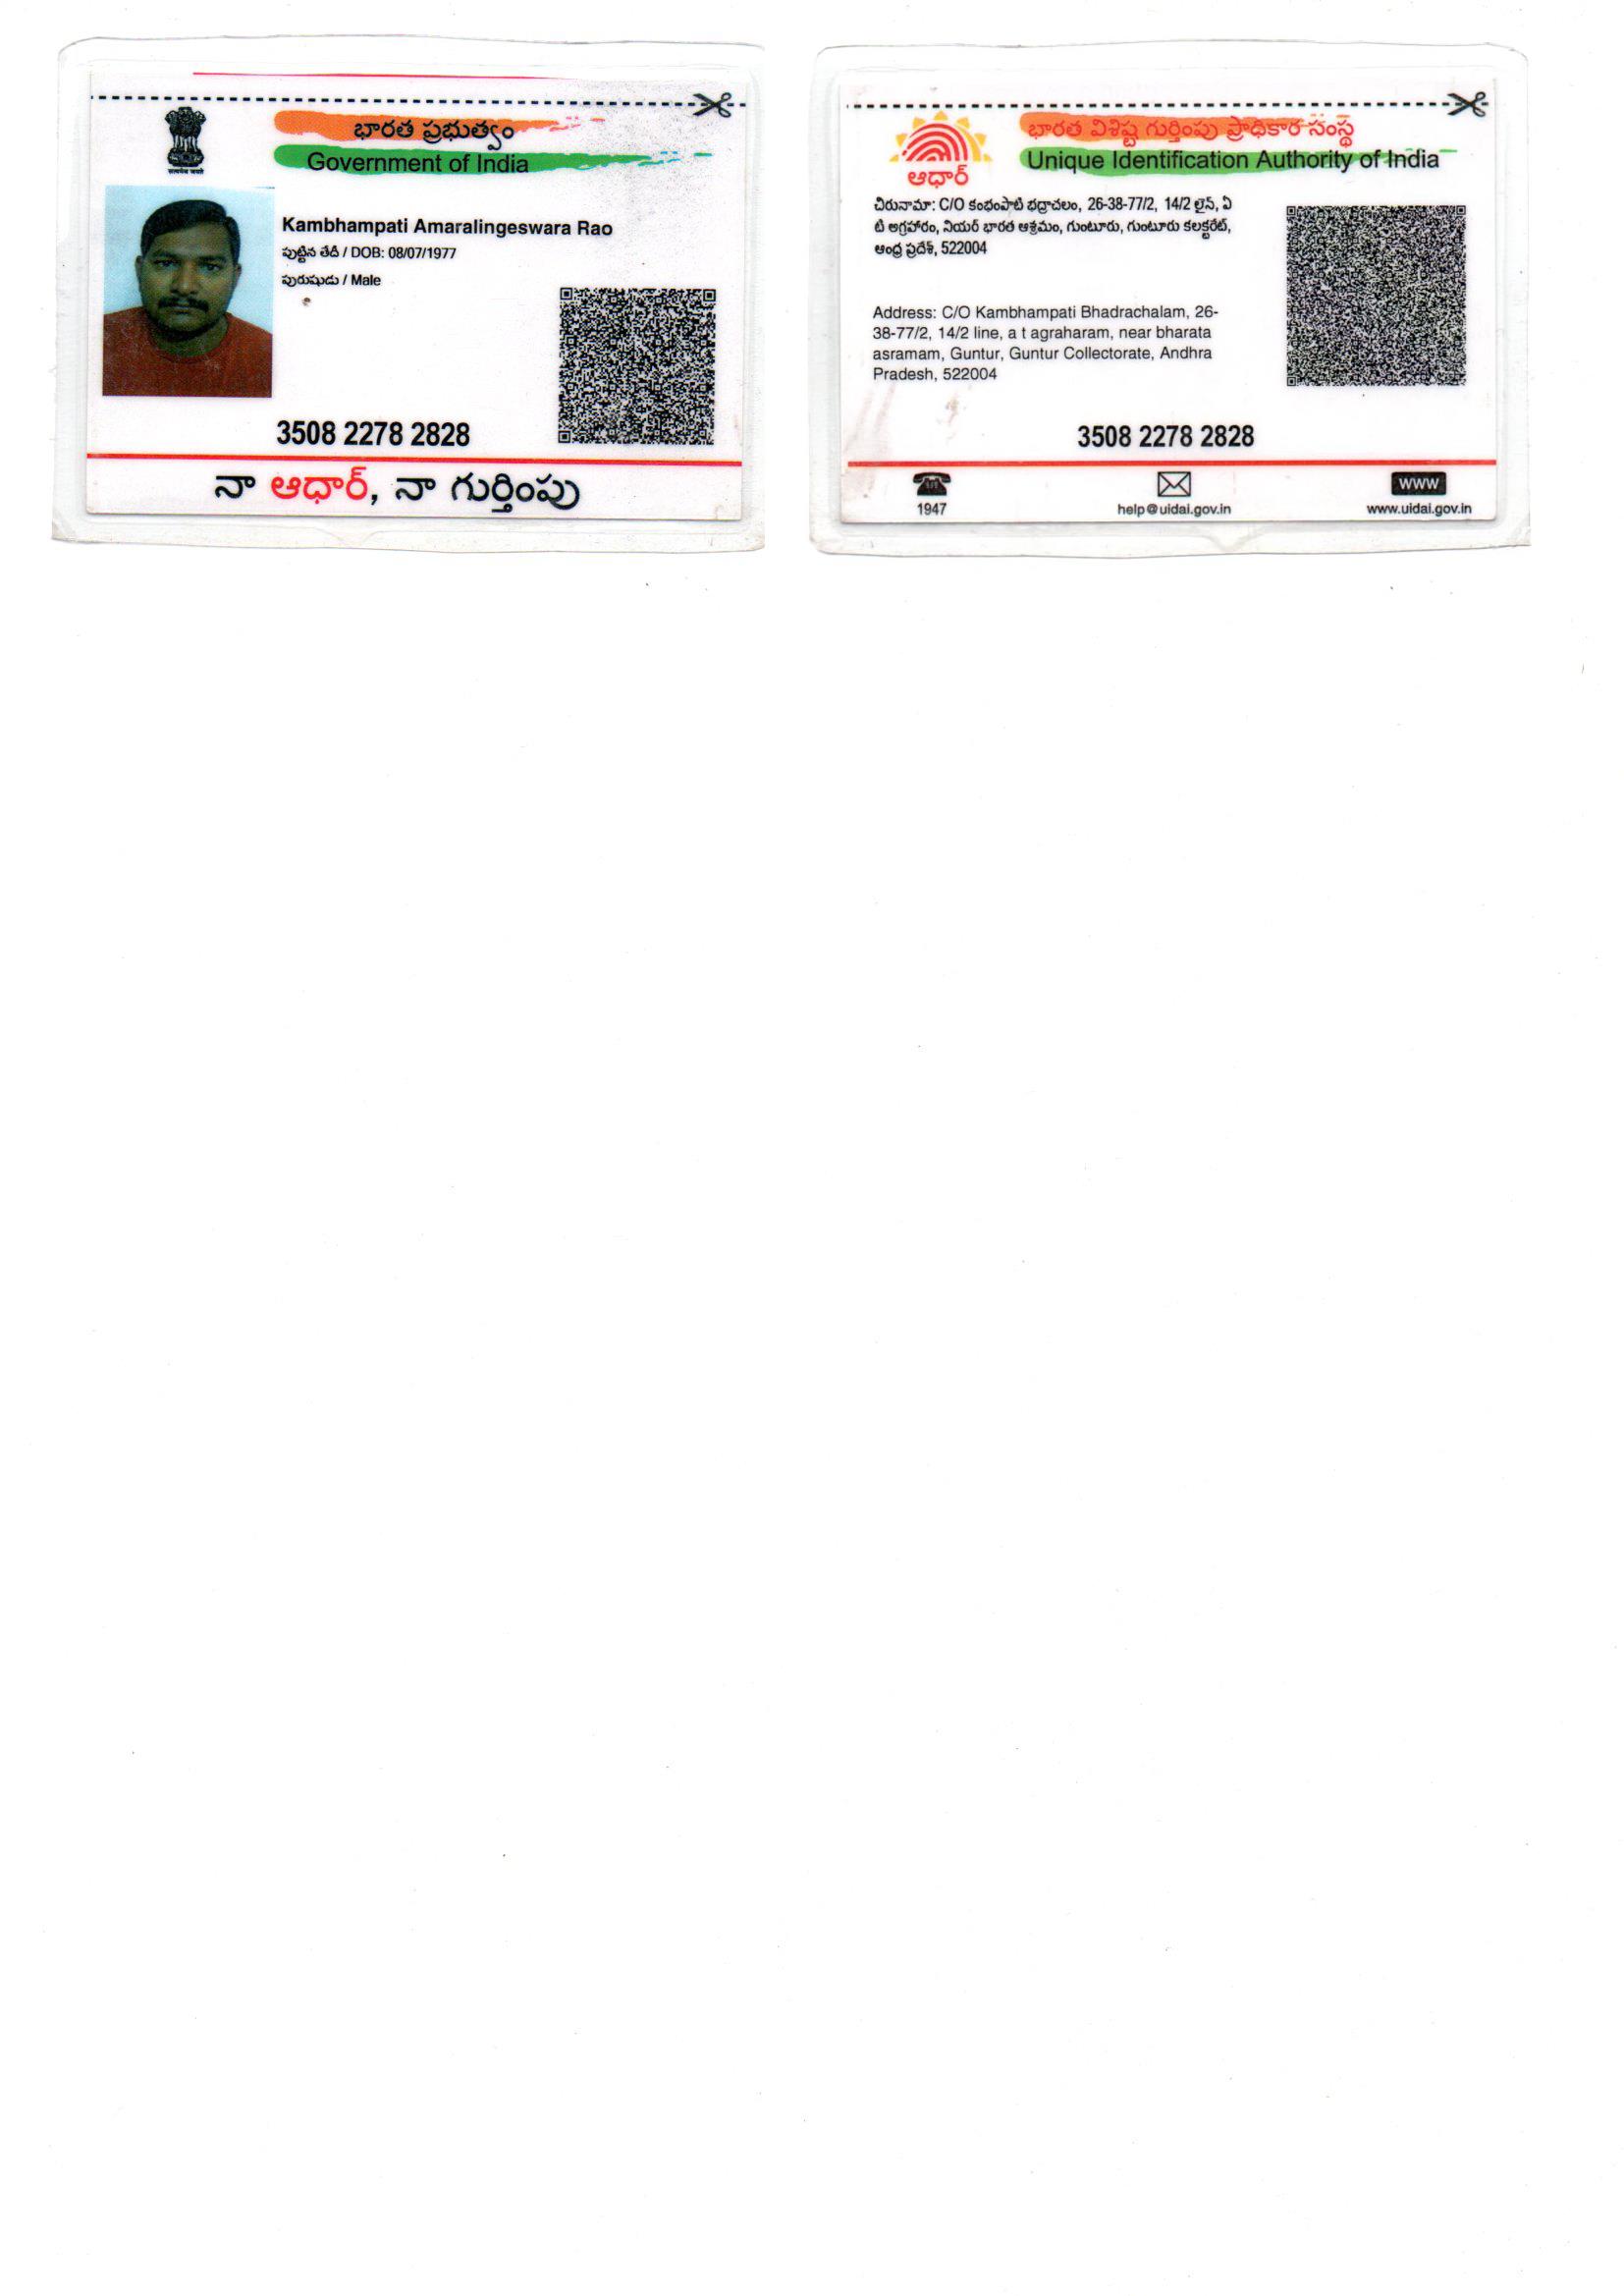 భారత ప్రభుత్వం
Government of India
Kambhampati Amaralingeswara Rao
పుట్టిన తేదీ / DOB: 08/07/1977
పురుషుడు / Male
3508 2278 2828
నా ఆధార్, నా గుర్తింపు
భారత విశిష్ట గుర్తింపు ప్రాధికార సంస్థ
Unique Identification Authority of India
ఆధార్
చిరునామా: C/O కంభంపాటి భద్రాచలం, 26-38-77/2, 14/2 లైన్, ఏ
టి అగ్రహారం, నియర్ భారత ఆశ్రమం, గుంటూరు, గుంటూరు కలక్టరేట్,
ఆంధ్ర ప్రదేశ్, 522004
Address: C/O Kambhampati Bhadrachalam, 26-
38-77/2, 14/2 line, a t agraharam, near bharata
asramam, Guntur, Guntur Collectorate, Andhra
Pradesh, 522004
3508 2278 2828
WWW
1947
help@uidai.gov.in
www.uidai.gov.in